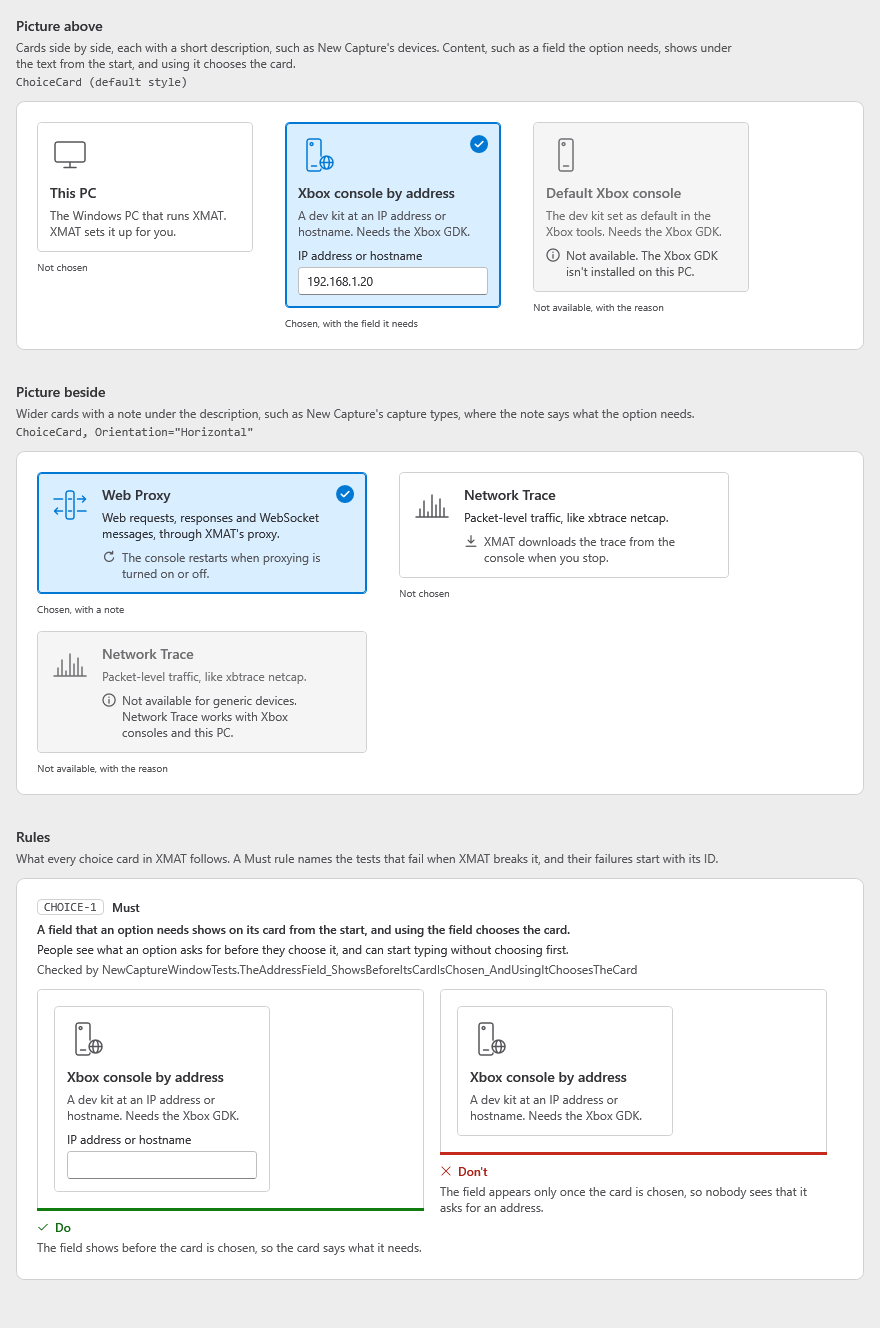 Picture above
Cards side by side, each with a short description, such as New Capture's devices. Content, such as a field the option needs, shows under
the text from the start, and using it chooses the card.
ChoiceCard (default style)
This PC
The Windows PC that runs XMAT.
XMAT sets it up for you.
Not chosen
Xbox console by address
A dev kit at an IP address or
hostname. Needs the Xbox GDK.
IP address or hostname
192.168.1.20
Chosen, with the field it needs
Default Xbox console
The dev kit set as default in the
Xbox tools. Needs the Xbox GDK.
Not available. The Xbox GDK
isn't installed on this PC.
Not available, with the reason
Picture beside
Wider cards with a note under the description, such as New Capture's capture types, where the note says what the option needs.
ChoiceCard, Orientation="Horizontal"
Web Proxy
Web requests, responses and WebSocket
messages, through XMAT's proxy.
The console restarts when proxying is
turned on or off.
Chosen, with a note
Network Trace
Packet-level traffic, like xbtrace netcap.
XMAT downloads the trace from the
console when you stop.
Not chosen
Network Trace
Packet-level traffic, like xbtrace netcap.
Not available for generic devices.
Network Trace works with Xbox
consoles and this PC.
Not available, with the reason
Rules
What every choice card in XMAT follows. A Must rule names the tests that fail when XMAT breaks it, and their failures start with its ID.
CHOICE-1 Must
A field that an option needs shows on its card from the start, and using the field chooses the card.
People see what an option asks for before they choose it, and can start typing without choosing first.
Checked by NewCaptureWindowTests.TheAddressField_ShowsBeforeItsCardIsChosen_AndUsingItChoosesTheCard
Xbox console by address
A dev kit at an IP address or
hostname. Needs the Xbox GDK.
IP address or hostname
Do
The field shows before the card is chosen, so the card says what it needs.
Xbox console by address
A dev kit at an IP address or
hostname. Needs the Xbox GDK.
Don't
The field appears only once the card is chosen, so nobody sees that it
asks for an address.